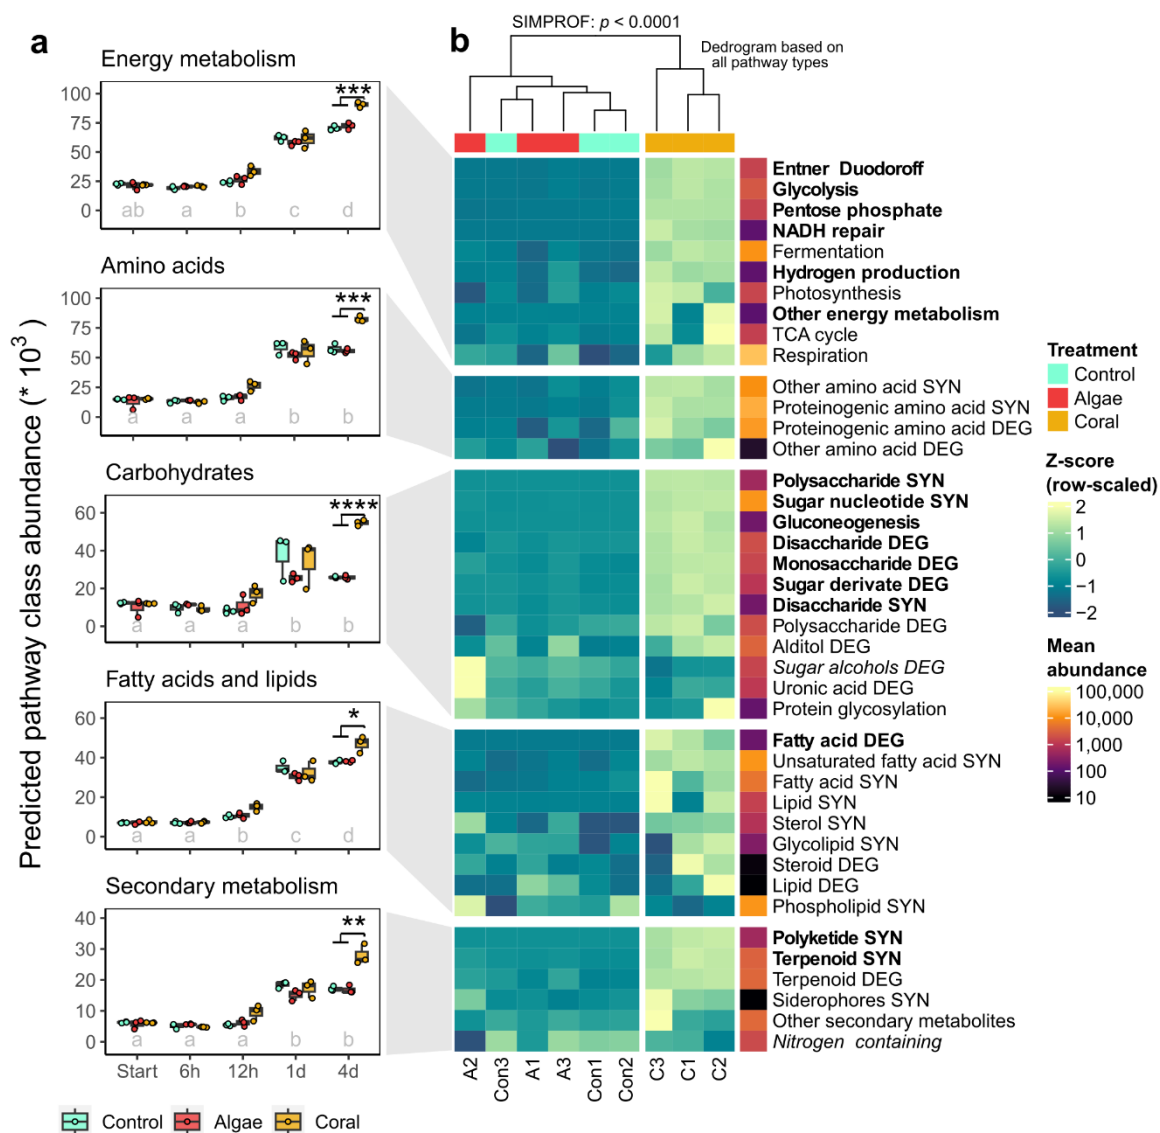 a
b
SIMPROF: p < 0.0001
Dedrogram based on
all pathway types
Predicted pathway class abundance (* 10³)
Energy metabolism
100
75
50
25
0
***
ab a b c d
Amino acids
100
75
50
25
0
***
a a a b b
Carbohydrates
60
40
20
0
****
a a a b b
Fatty acids and lipids
60
40
20
0
*
a a a c d
Secondary metabolism
40
30
20
10
0
**
a a a b b
Start 6h 12h 1d 4d
Control Algae Coral
Entner Duodoroff
Glycolysis
Pentose phosphate
NADH repair
Fermentation
Hydrogen production
Photosynthesis
Other energy metabolism
TCA cycle
Respiration
Other amino acid SYN
Proteinogenic amino acid SYN
Proteinogenic amino acid DEG
Other amino acid DEG
Polysaccharide SYN
Sugar nucleotide SYN
Gluconeogenesis
Disaccharide DEG
Monosaccharide DEG
Sugar derivate DEG
Disaccharide SYN
Polysaccharide DEG
Alditol DEG
Sugar alcohols DEG
Uronic acid DEG
Protein glycosylation
Fatty acid DEG
Unsaturated fatty acid SYN
Fatty acid SYN
Lipid SYN
Sterol SYN
Glycolipid SYN
Steroid DEG
Lipid DEG
Phospholipid SYN
Polyketide SYN
Terpenoid SYN
Terpenoid DEG
Siderophores SYN
Other secondary metabolites
Nitrogen containing
A2 Con3 A1 A3 Con1 Con2 C3 C1 C2
Treatment
Control
Algae
Coral
Z-score
(row-scaled)
2
1
0
−1
−2
Mean
abundance
100,000
10,000
1,000
100
10